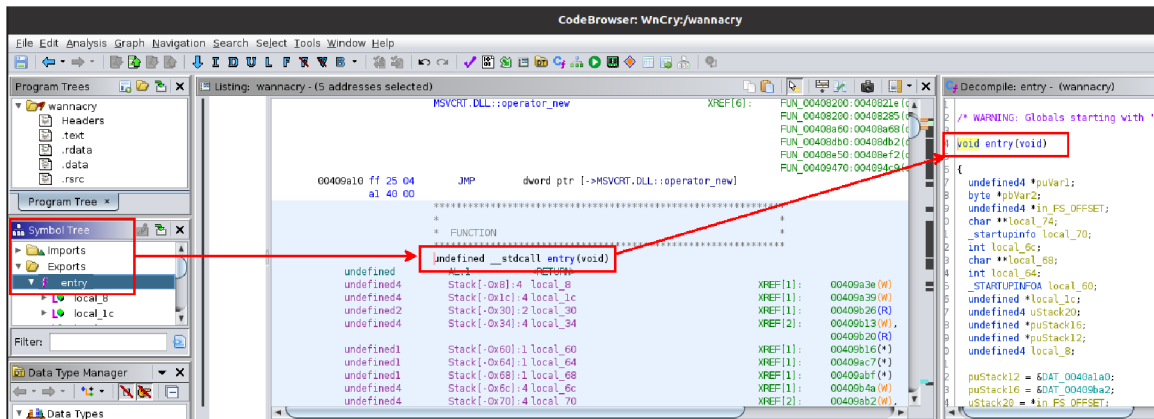 CodeBrowser: WnCry:/wannacry
File Edit Analysis Graph Navigation Search Select Tools Window Help
I D U L F R V B
Program Trees
wannacry
Headers
.text
.rdata
.data
.rsrc
Program Tree ×
Symbol Tree
Imports
Exports
f entry
local_8
local_1c
Filter:
Data Type Manager
Data Types
Listing: wannacry - (5 addresses selected)
MSVCRT.DLL::operator_new XREF[6]: FUN_00408200:0040821e(c
FUN_00408200:00408285(c
FUN_00408a60:00408a68(c
FUN_00408db0:00408db2(c
FUN_00408e50:00408ef2(c
FUN_00409470:004094c9(c
00409a10 ff 25 04 JMP dword ptr [->MSVCRT.DLL::operator_new]
a1 40 00
* FUNCTION *
undefined __stdcall entry(void)
undefined AL:1 <RETURN>
undefined4 Stack[-0x8]:4 local_8 XREF[1]: 00409a3e(W)
undefined4 Stack[-0x1c]:4 local_1c XREF[1]: 00409a39(W)
undefined2 Stack[-0x30]:2 local_30 XREF[1]: 00409b26(R)
undefined4 Stack[-0x34]:4 local_34 XREF[2]: 00409b13(W),
00409b20(R)
undefined1 Stack[-0x60]:1 local_60 XREF[1]: 00409b16(*)
undefined1 Stack[-0x64]:1 local_64 XREF[1]: 00409ac7(*)
undefined1 Stack[-0x68]:1 local_68 XREF[1]: 00409abf(*)
undefined4 Stack[-0x6c]:4 local_6c XREF[1]: 00409b4a(W)
undefined4 Stack[-0x70]:4 local_70 XREF[2]: 00409ab2(W),
Decompile: entry - (wannacry)
/* WARNING: Globals starting with '
void entry(void)
{
undefined4 *puVar1;
byte *pbVar2;
undefined4 *in_FS_OFFSET;
char **local_74;
_startupinfo local_70;
int local_6c;
char **local_68;
int local_64;
_STARTUPINFOA local_60;
undefined *local_1c;
undefined4 uStack20;
undefined *puStack16;
undefined *puStack12;
undefined4 local_8;
puStack12 = &DAT_0040a1a0;
puStack16 = &DAT_00409ba2;
uStack20 = *in_FS_OFFSET;